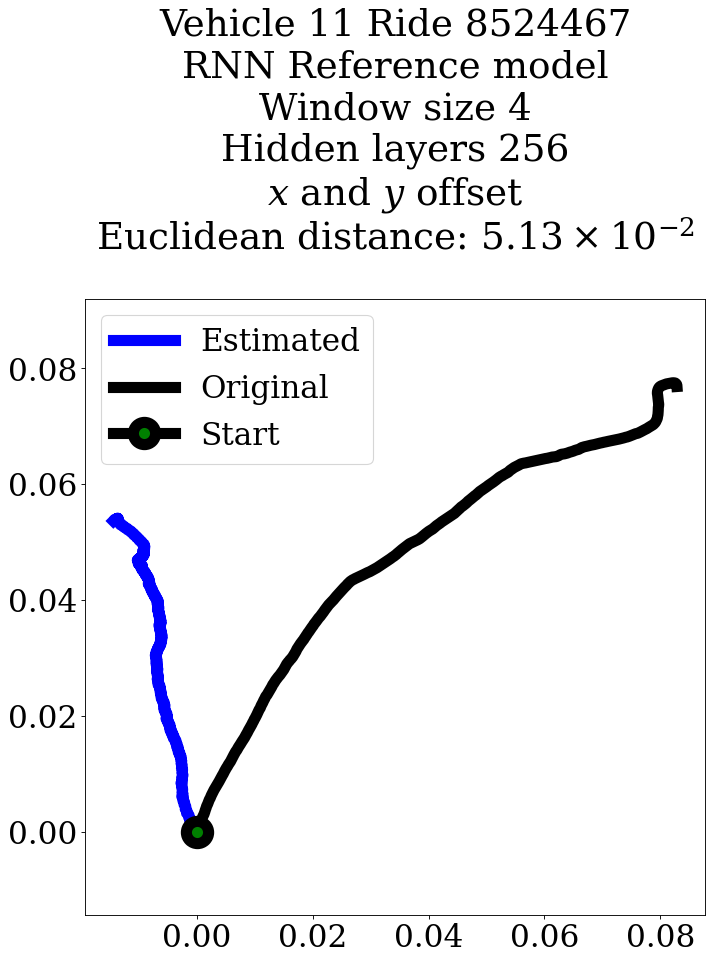 Vehicle 11 Ride 8524467
RNN Reference model
Window size 4
Hidden layers 256
x and y offset
Euclidean distance: 5.13 × 10⁻²
Estimated
Original
Start
0.08
0.06
0.04
0.02
0.00
0.00 0.02 0.04 0.06 0.08